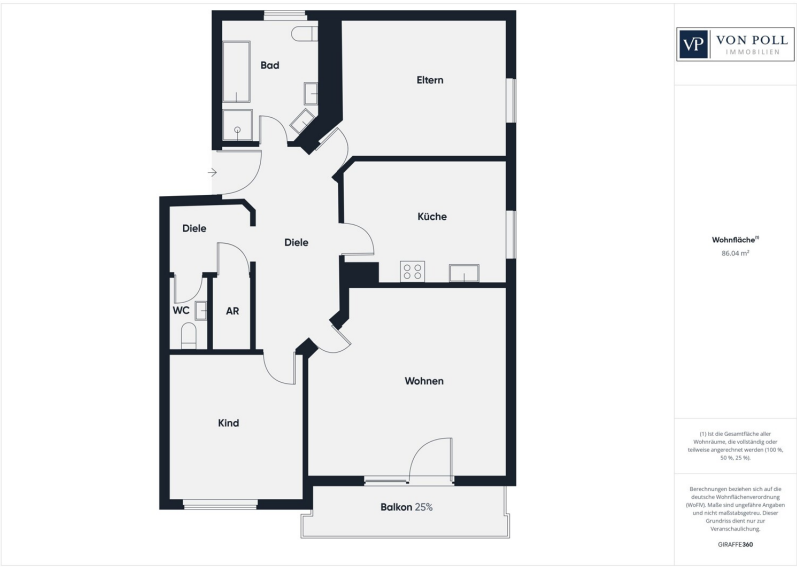 Bad
Eltern
Küche
Diele
Diele
WC
AR
Wohnen
Kind
Balkon 25%
VP VON POLL
IMMOBILIEN
Wohnfläche⁽¹⁾
86.04 m²
(1) Ist die Gesamtfläche aller
Wohnräume, die vollständig oder
teilweise angerechnet werden (100 %,
50 %, 25 %).
Berechnungen beziehen sich auf die
deutsche Wohnflächenverordnung
(WoFlV). Maße sind ungefähre Angaben
und nicht maßstabsgetreu. Dieser
Grundriss dient nur zur
Veranschaulichung.
GIRAFFE360